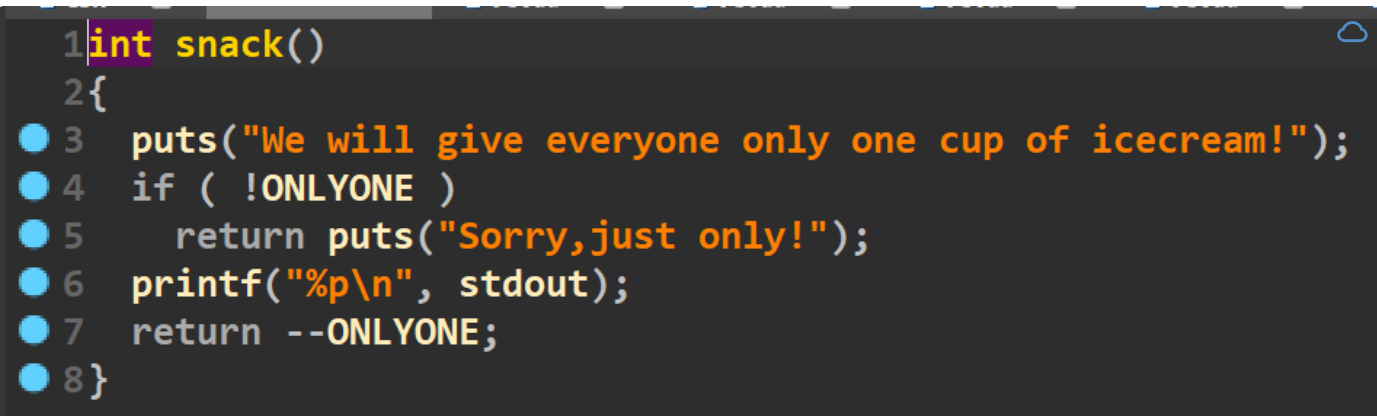 1 int snack()
2 {
3 puts("We will give everyone only one cup of icecream!");
4 if ( !ONLYONE )
5 return puts("Sorry,just only!");
6 printf("%p\n", stdout);
7 return --ONLYONE;
8 }